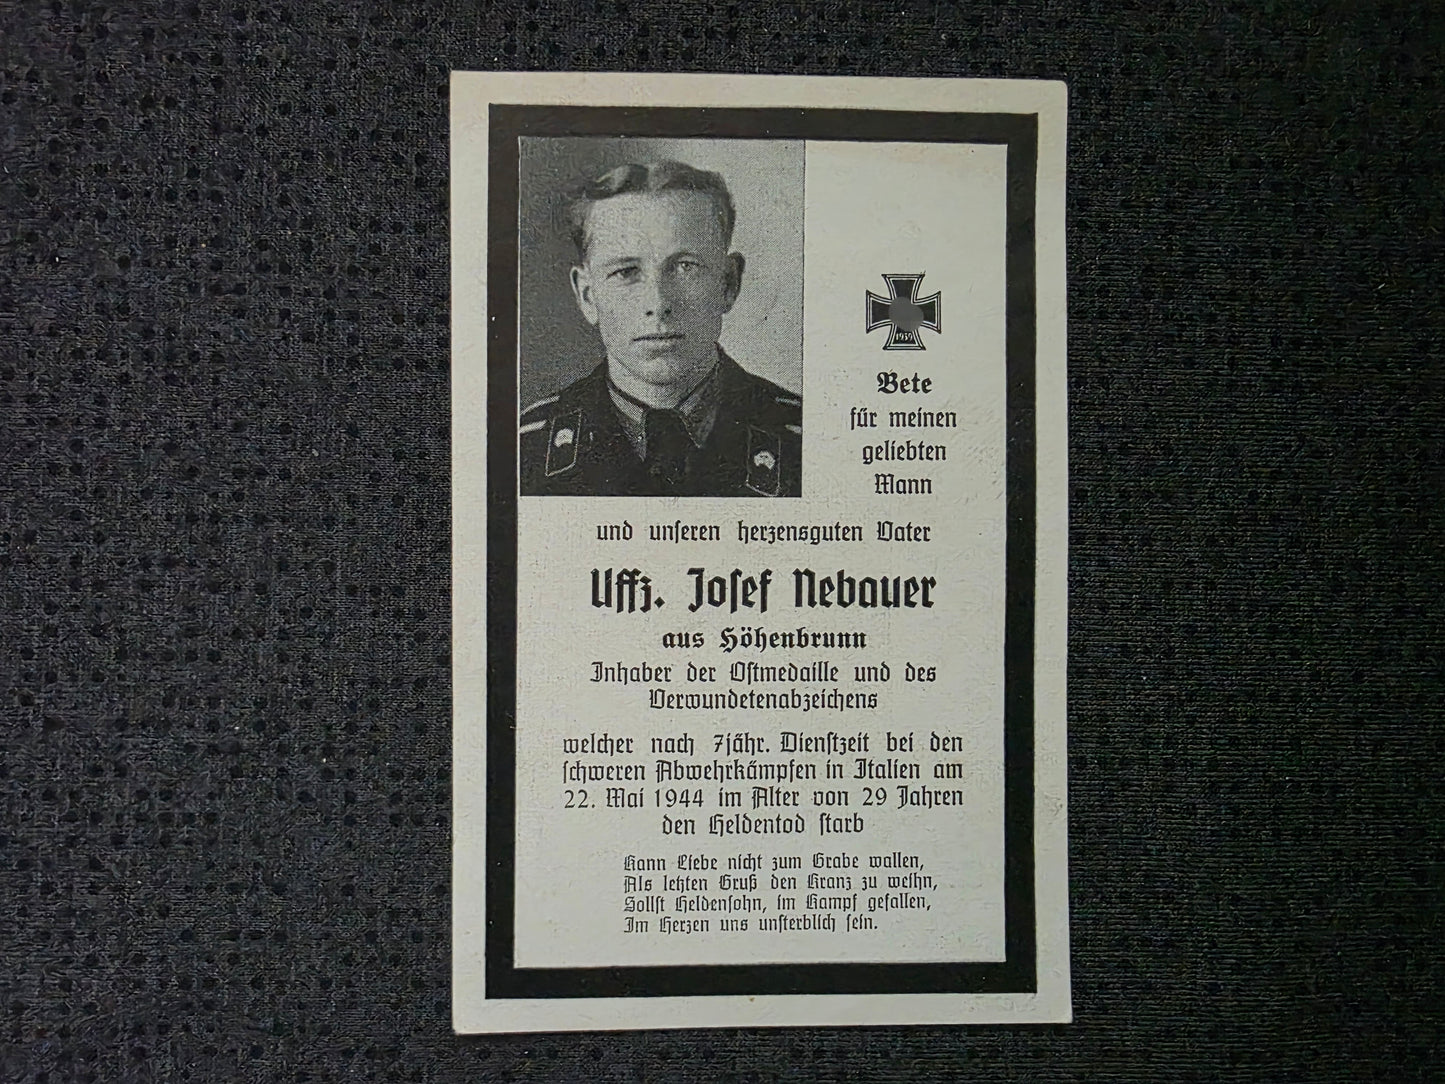 1939
Bete
für meinen
geliebten
Mann
und unseren herzensguten Vater
Uffz. Josef Nebauer
aus Höhenbrunn
Inhaber der Ostmedaille und des
Verwundetenabzeichens
welcher nach 7jähr. Dienstzeit bei den
schweren Abwehrkämpfen in Italien am
22. Mai 1944 im Alter von 29 Jahren
den Heldentod starb
Kann Liebe nicht zum Grabe wallen,
Als letzten Gruß den Kranz zu weihn,
Sollst Heldensohn, im Kampf gefallen,
Im Herzen uns unsterblich sein.